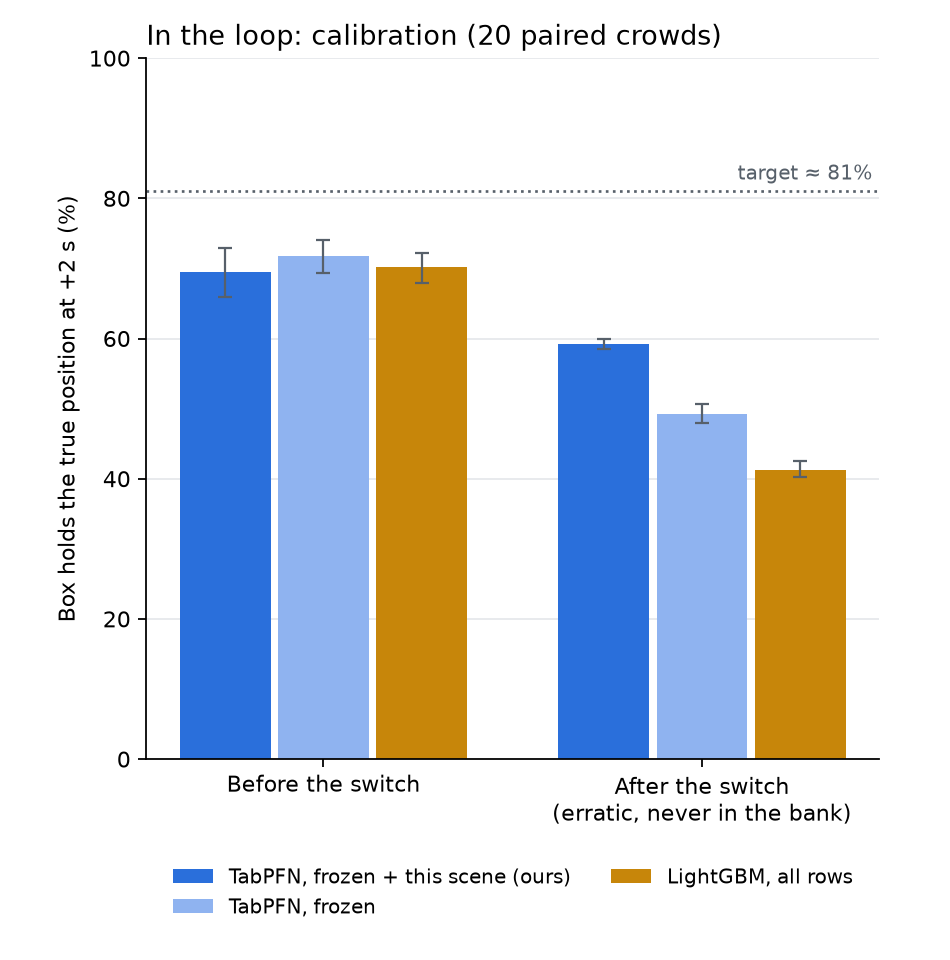 In the loop: calibration (20 paired crowds)
Box holds the true position at +2 s (%)
100
80
60
40
20
0
target ≈ 81%
Before the switch
After the switch
(erratic, never in the bank)
TabPFN, frozen + this scene (ours)
TabPFN, frozen
LightGBM, all rows